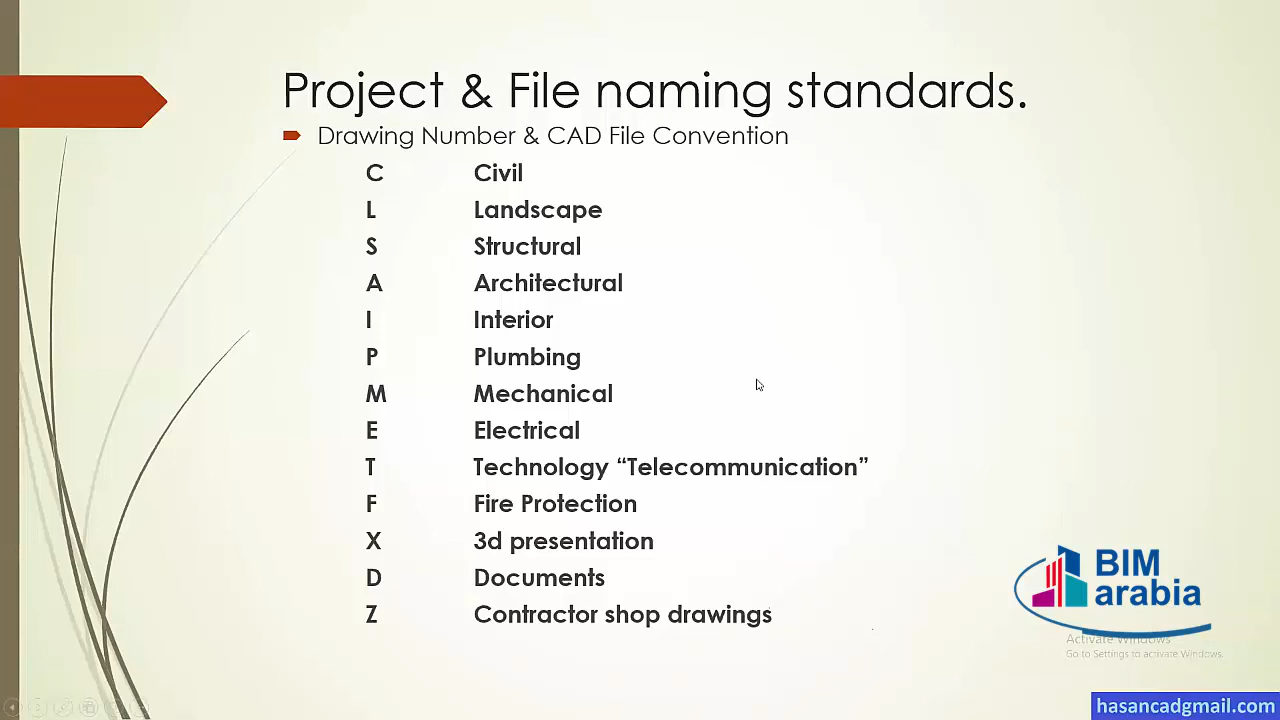 Project & File naming standards.
Drawing Number & CAD File Convention
C Civil
L Landscape
S Structural
A Architectural
I Interior
P Plumbing
M Mechanical
E Electrical
T Technology “Telecommunication”
F Fire Protection
X 3d presentation
D Documents
Z Contractor shop drawings
BIM
arabia
Activate Windows
Go to Settings to activate Windows.
hasancadgmail.com